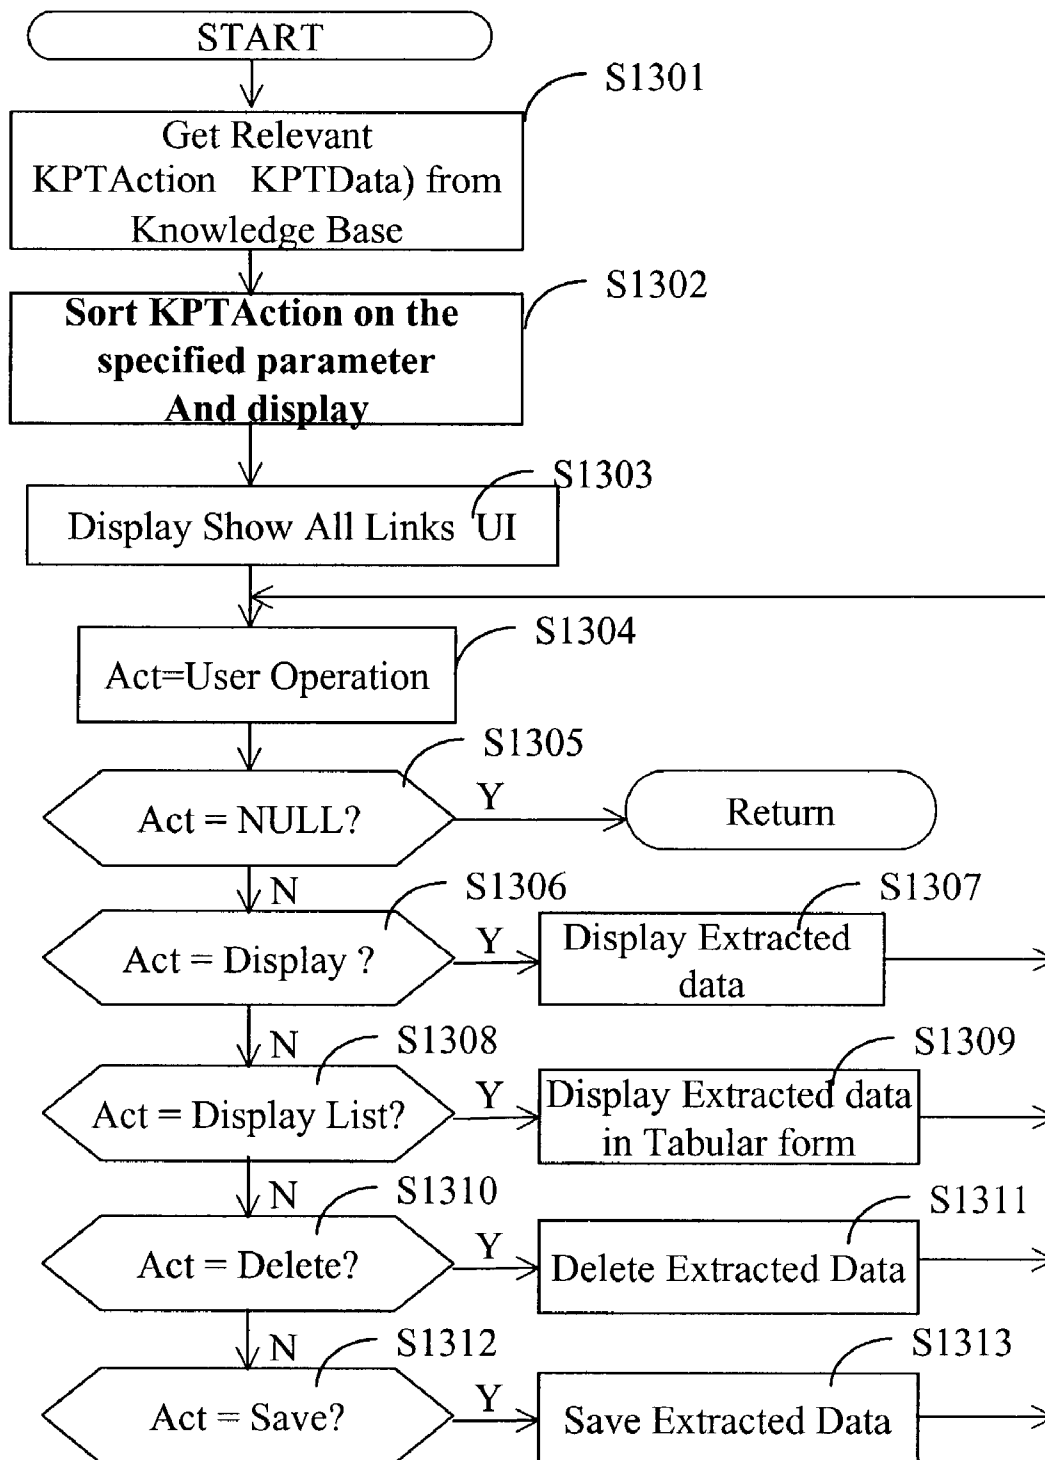 START
S1301
Get Relevant
KPTAction KPTData) from
Knowledge Base
S1302
Sort KPTAction on the
specified parameter
And display
S1303
Display Show All Links UI
S1304
Act=User Operation
S1305
Act = NULL?
Y
Return
N
S1306
S1307
Act = Display ?
Y
Display Extracted
data
N
S1308
S1309
Act = Display List?
Y
Display Extracted data
in Tabular form
N
S1310
S1311
Act = Delete?
Y
Delete Extracted Data
N
S1312
S1313
Act = Save?
Y
Save Extracted Data